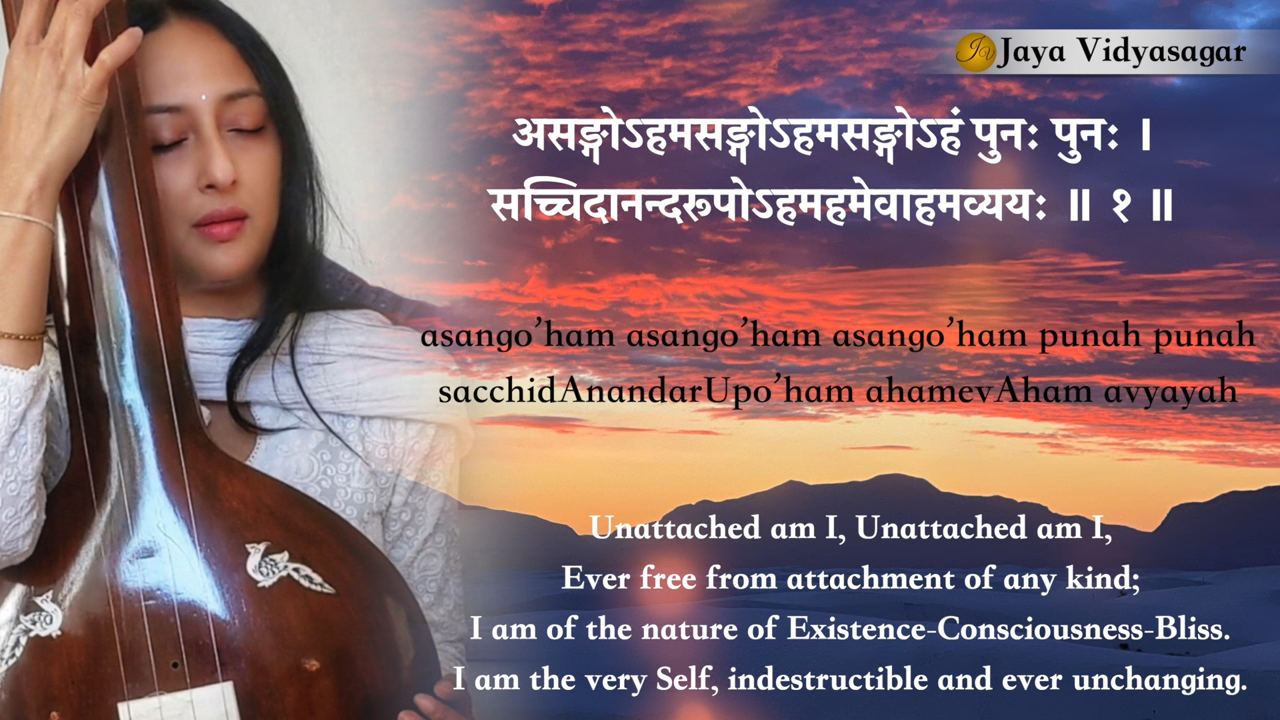 Jaya Vidyasagar
असङ्गोऽहमसङ्गोऽहमसङ्गोऽहं पुनः पुनः ।
सच्चिदानन्दरूपोऽहमहमेवाहमव्ययः ॥ १ ॥
asango’ham asango’ham asango’ham punah punah
sacchidAnandarUpo’ham ahamevAham avyayah
Unattached am I, Unattached am I,
Ever free from attachment of any kind;
I am of the nature of Existence-Consciousness-Bliss.
I am the very Self, indestructible and ever unchanging.